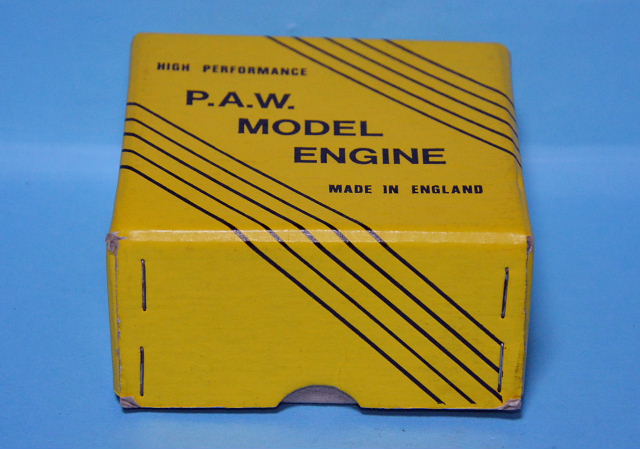 HIGH PERFORMANCE
P.A.W.
MODEL
ENGINE
MADE IN ENGLAND